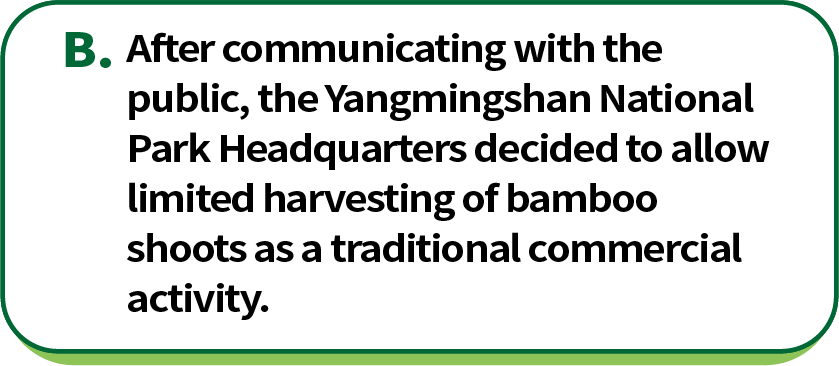 B. After communicating with the
public, the Yangmingshan National
Park Headquarters decided to allow
limited harvesting of bamboo
shoots as a traditional commercial
activity.